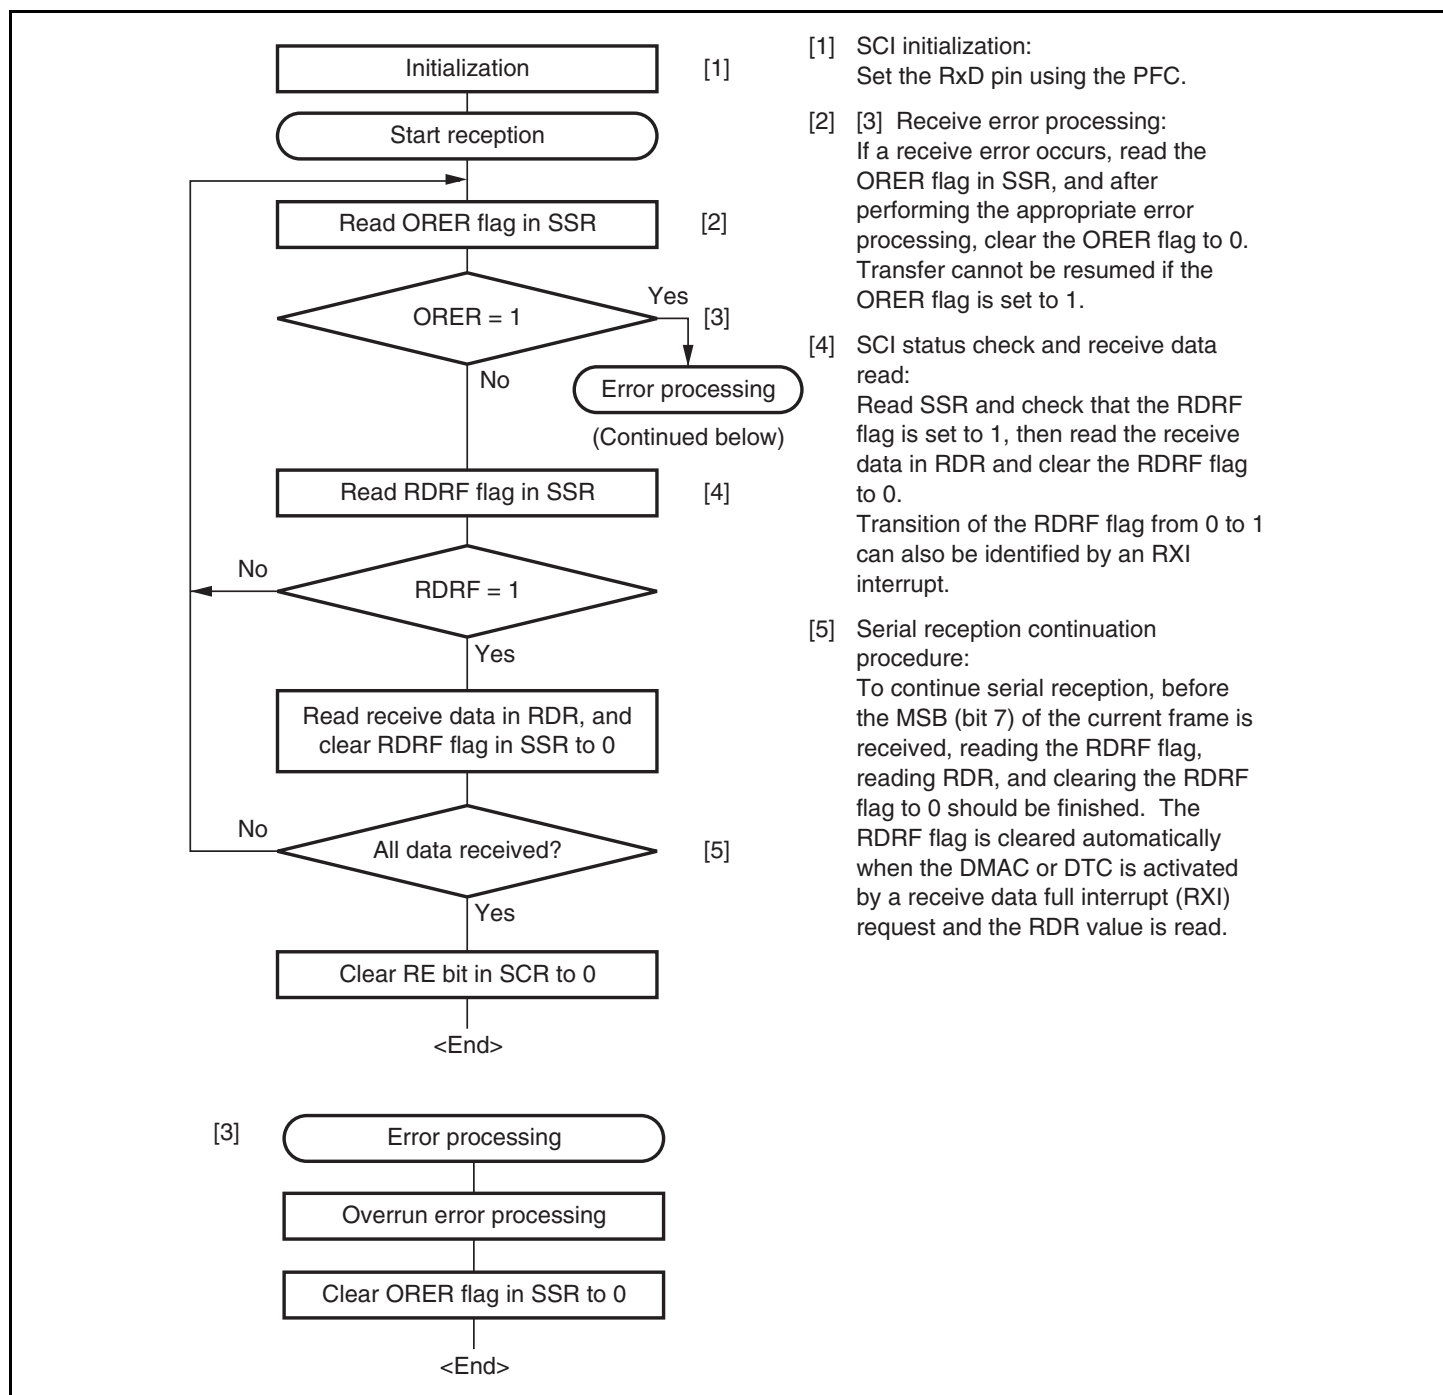 Initialization
[1]
Start reception
Read ORER flag in SSR
[2]
ORER = 1
Yes
[3]
No
Error processing
(Continued below)
Read RDRF flag in SSR
[4]
No
RDRF = 1
Yes
Read receive data in RDR, and
clear RDRF flag in SSR to 0
No
All data received?
[5]
Yes
Clear RE bit in SCR to 0
<End>
[3]
Error processing
Overrun error processing
Clear ORER flag in SSR to 0
<End>
[1] SCI initialization:
Set the RxD pin using the PFC.
[2] [3] Receive error processing:
If a receive error occurs, read the
ORER flag in SSR, and after
performing the appropriate error
processing, clear the ORER flag to 0.
Transfer cannot be resumed if the
ORER flag is set to 1.
[4] SCI status check and receive data
read:
Read SSR and check that the RDRF
flag is set to 1, then read the receive
data in RDR and clear the RDRF flag
to 0.
Transition of the RDRF flag from 0 to 1
can also be identified by an RXI
interrupt.
[5] Serial reception continuation
procedure:
To continue serial reception, before
the MSB (bit 7) of the current frame is
received, reading the RDRF flag,
reading RDR, and clearing the RDRF
flag to 0 should be finished. The
RDRF flag is cleared automatically
when the DMAC or DTC is activated
by a receive data full interrupt (RXI)
request and the RDR value is read.